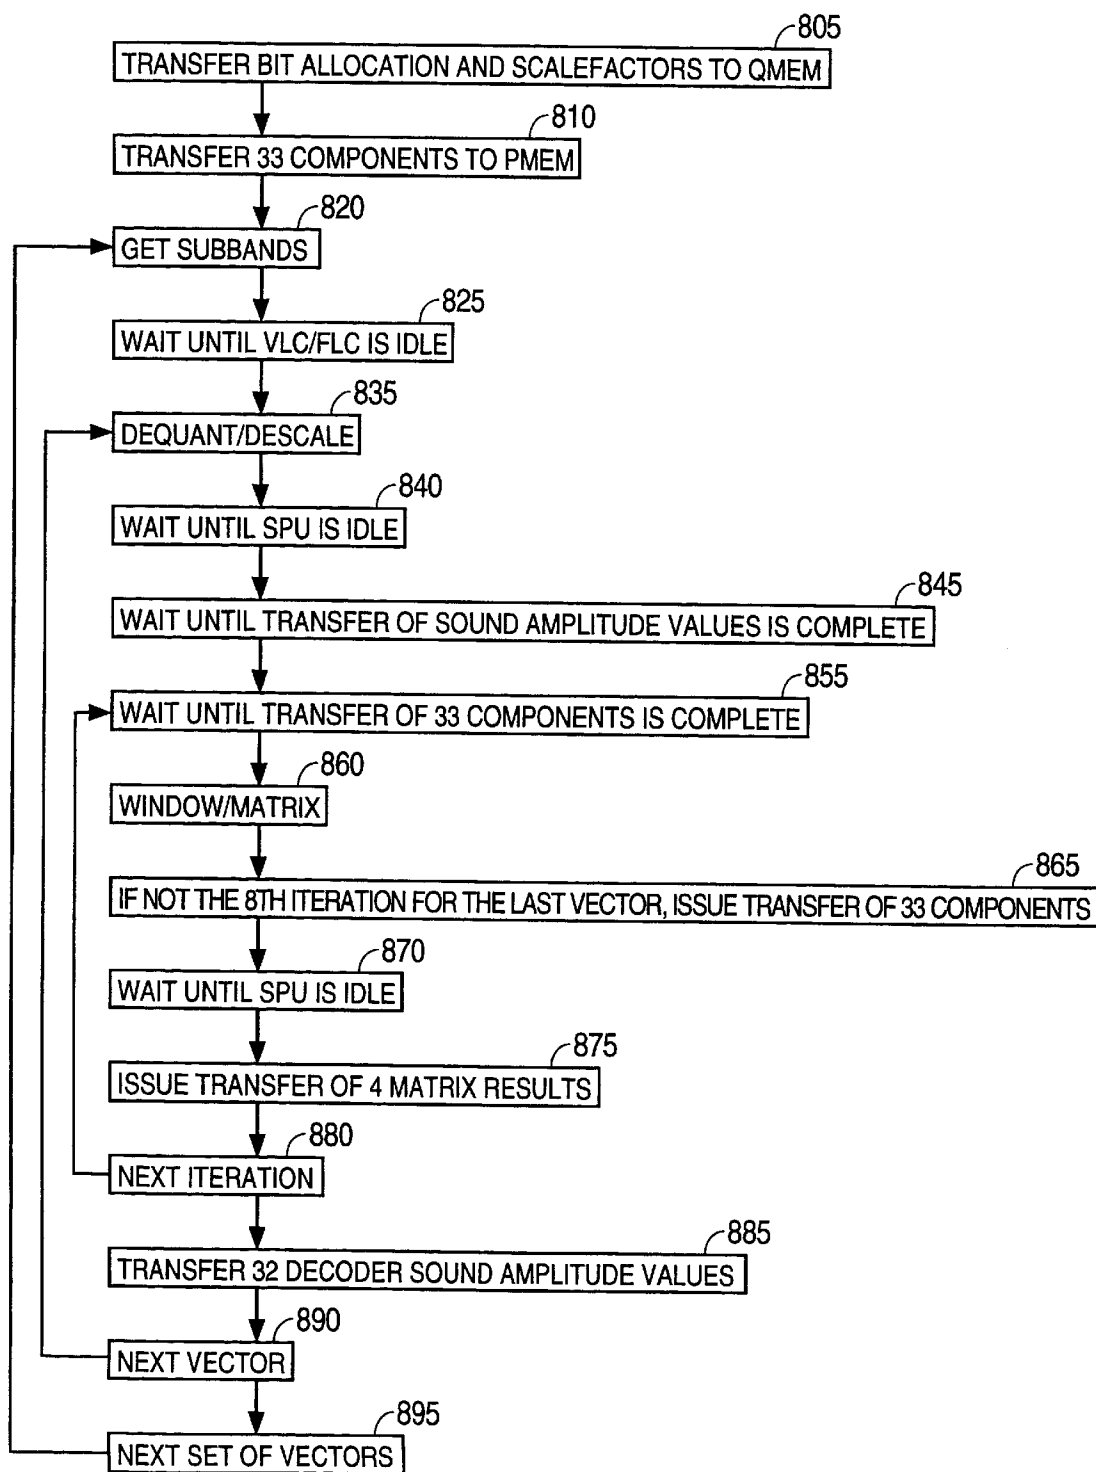 805
TRANSFER BIT ALLOCATION AND SCALEFACTORS TO QMEM
810
TRANSFER 33 COMPONENTS TO PMEM
820
GET SUBBANDS
825
WAIT UNTIL VLC/FLC IS IDLE
835
DEQUANT/DESCALE
840
WAIT UNTIL SPU IS IDLE
845
WAIT UNTIL TRANSFER OF SOUND AMPLITUDE VALUES IS COMPLETE
855
WAIT UNTIL TRANSFER OF 33 COMPONENTS IS COMPLETE
860
WINDOW/MATRIX
865
IF NOT THE 8TH ITERATION FOR THE LAST VECTOR, ISSUE TRANSFER OF 33 COMPONENTS
870
WAIT UNTIL SPU IS IDLE
875
ISSUE TRANSFER OF 4 MATRIX RESULTS
880
NEXT ITERATION
885
TRANSFER 32 DECODER SOUND AMPLITUDE VALUES
890
NEXT VECTOR
895
NEXT SET OF VECTORS